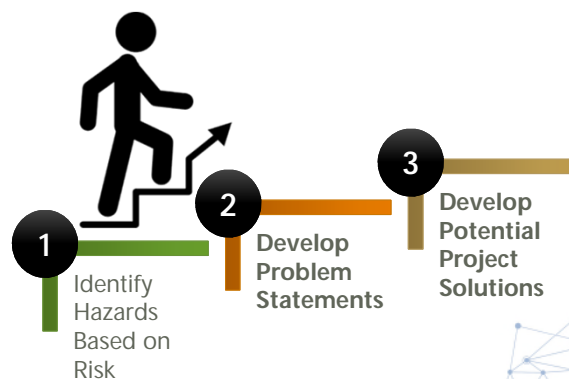 1
Identify
Hazards
Based on
Risk
2
Develop
Problem
Statements
3
Develop
Potential
Project
Solutions